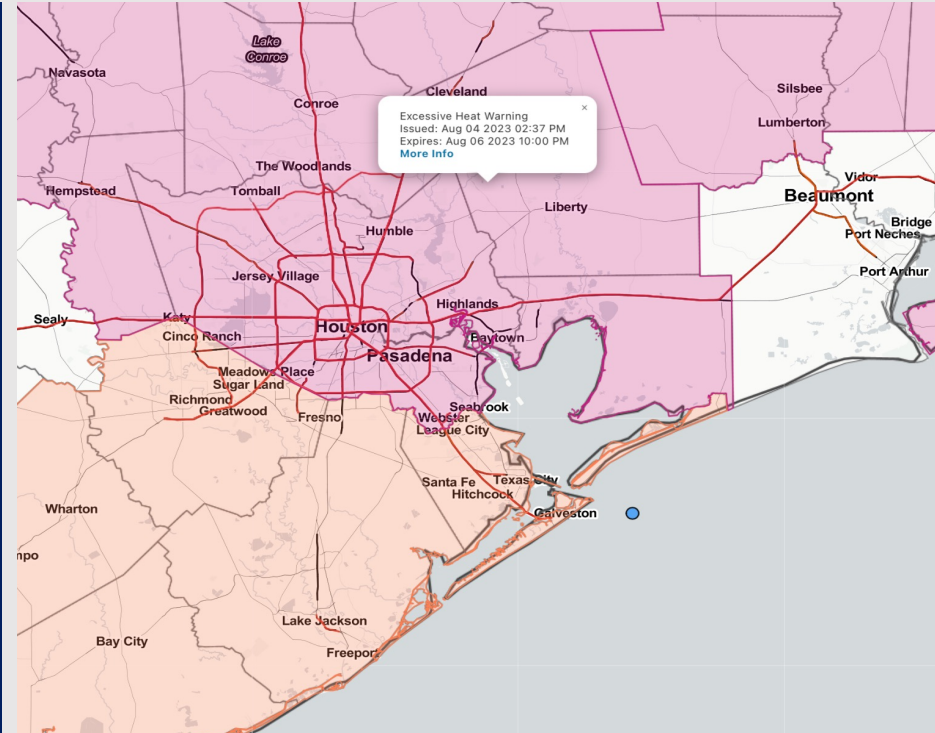 Lake
Conroe
Navasota
Conroe
Cleveland
Silsbee
Lumberton
×
Excessive Heat Warning
Issued: Aug 04 2023 02:37 PM
Expires: Aug 06 2023 10:00 PM
More Info
The Woodlands
Hempstead
Tomball
Vidor
Beaumont
Liberty
Humble
Bridge
Port Neches
Port Arthur
Jersey Village
Highlands
Sealy
Katy
Houston
Cinco Ranch
Baytown
Pasadena
Meadows Place
Sugar Land
Richmond
Greatwood
Seabrook
Fresno
Webster
League City
Santa Fe
Texas City
Hitchcock
Wharton
Galveston
mpo
Lake Jackson
Bay City
Freeport